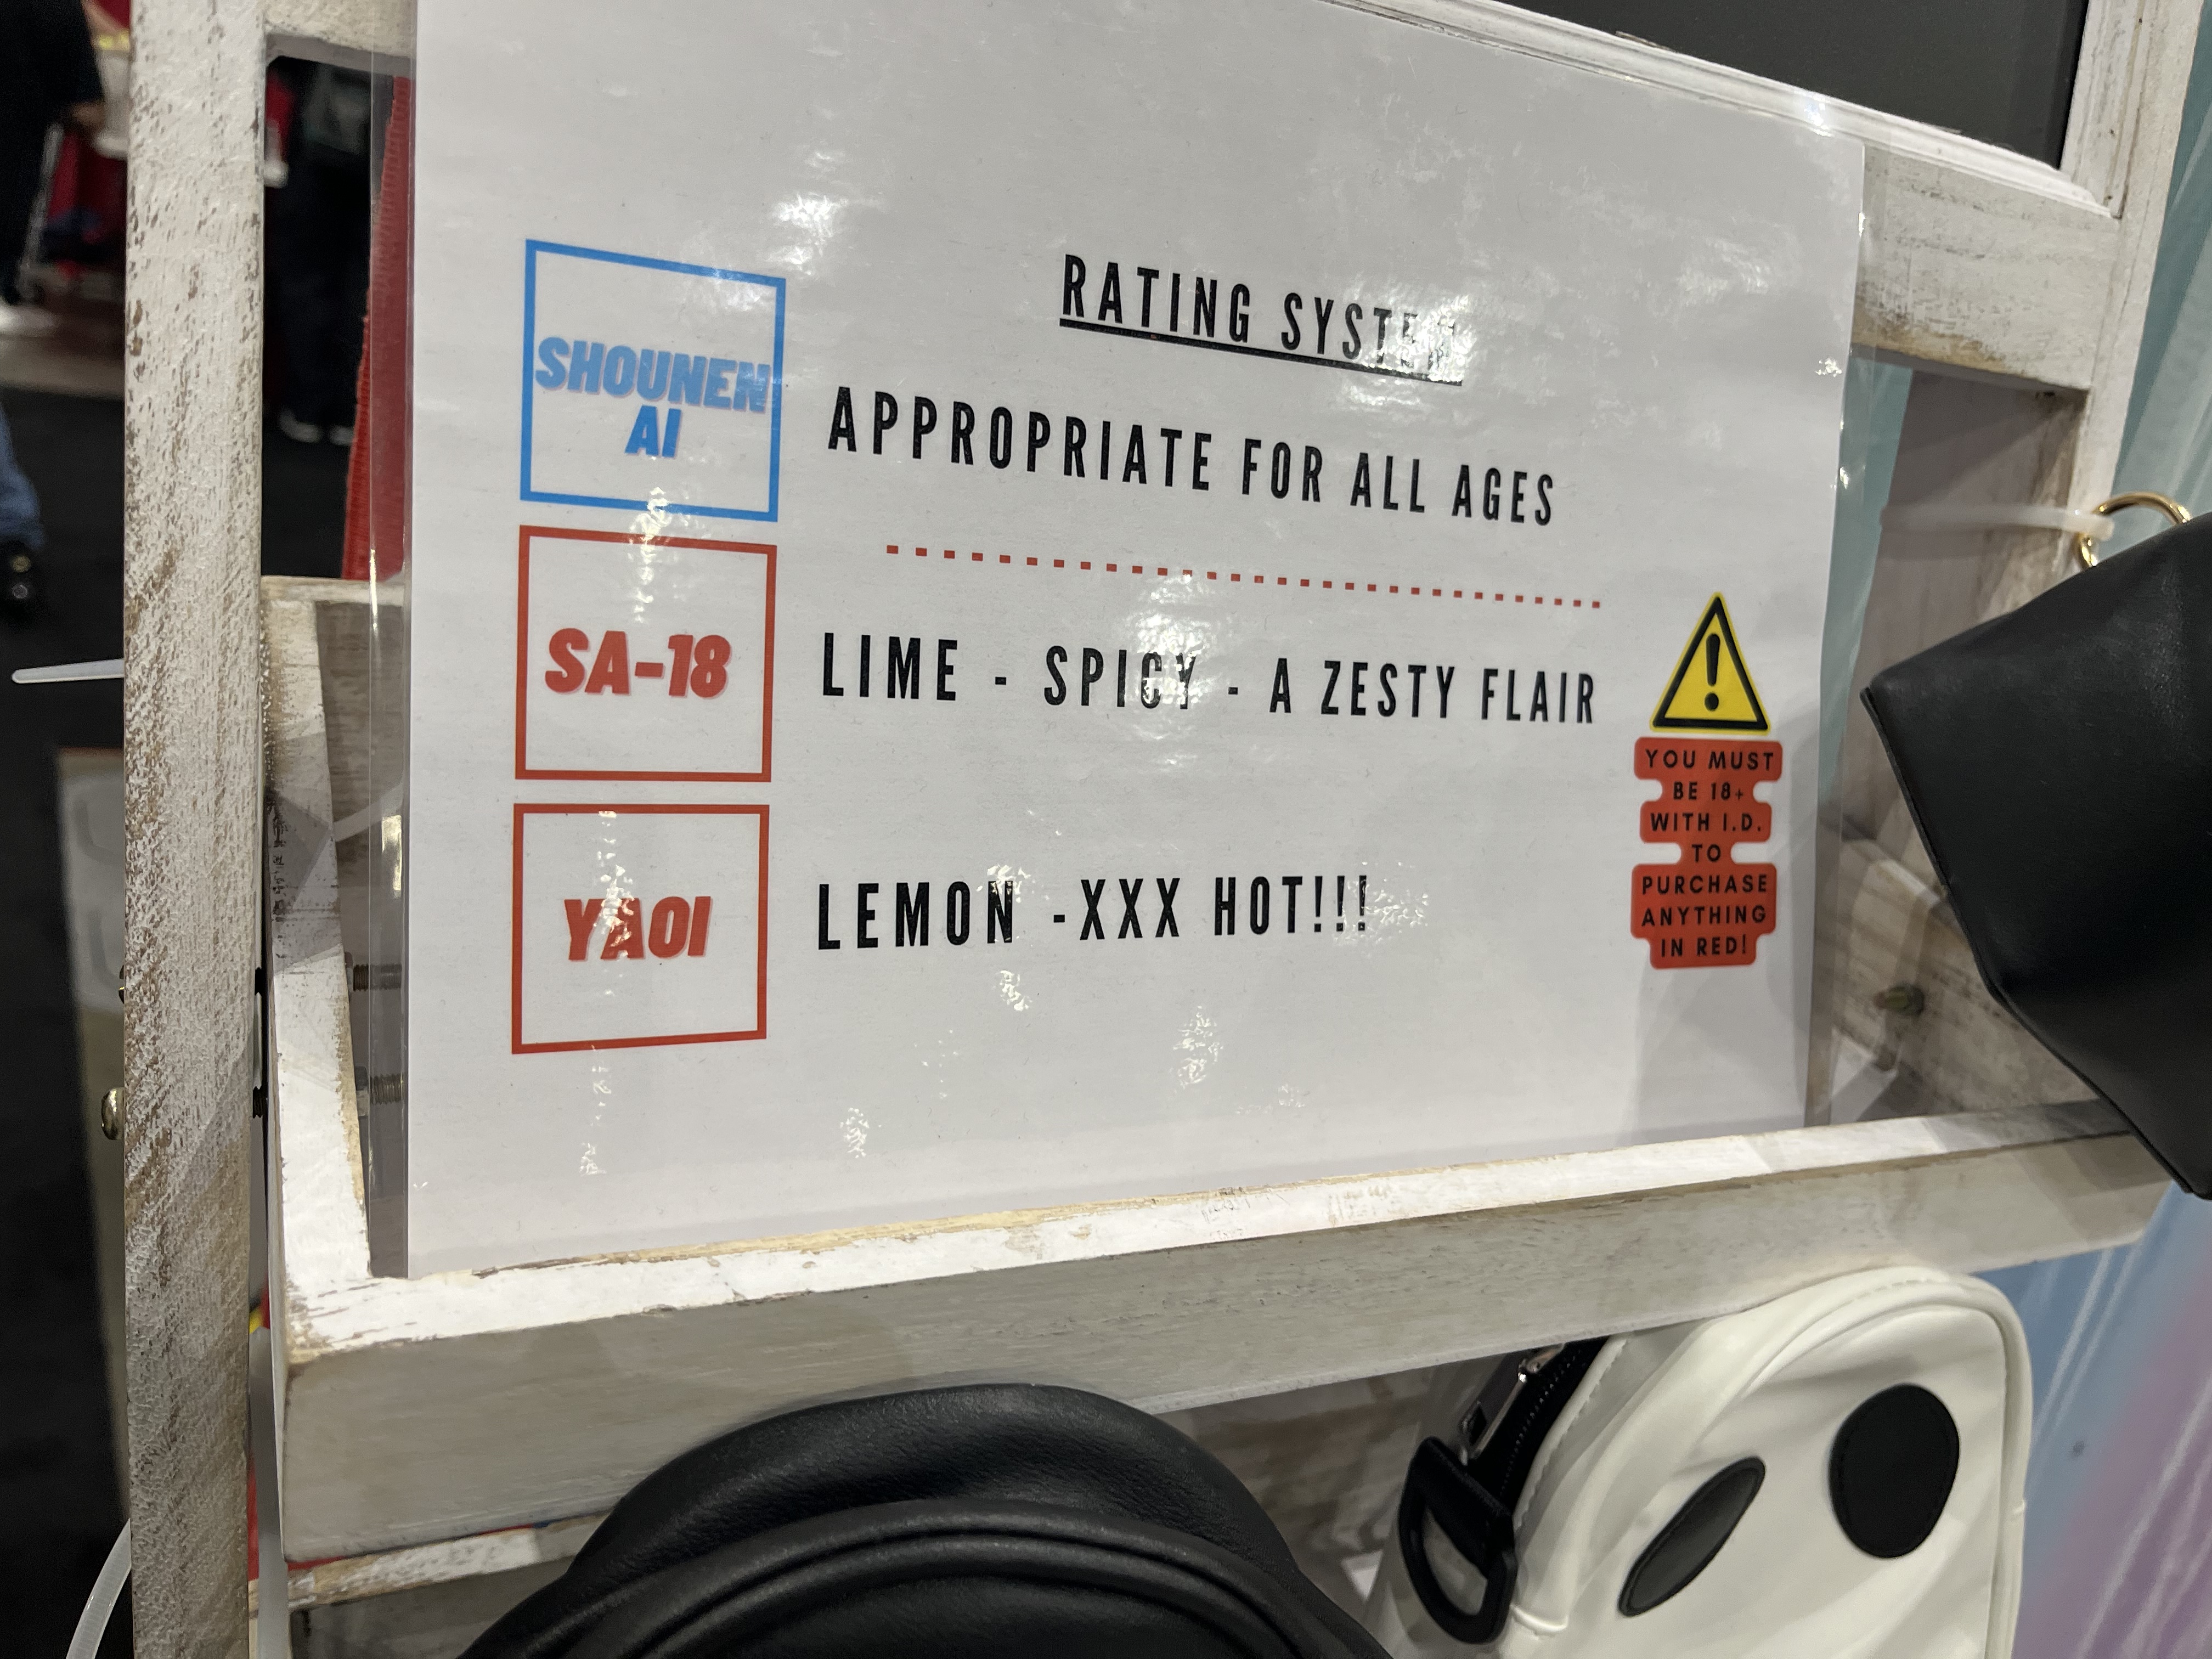 RATING SYSTEM
SHOUNEN
AI
APPROPRIATE FOR ALL AGES
SA-18
LIME - SPICY - A ZESTY FLAIR
YAOI
LEMON -XXX HOT!!!
YOU MUST
BE 18+
WITH I.D.
TO
PURCHASE
ANYTHING
IN RED!